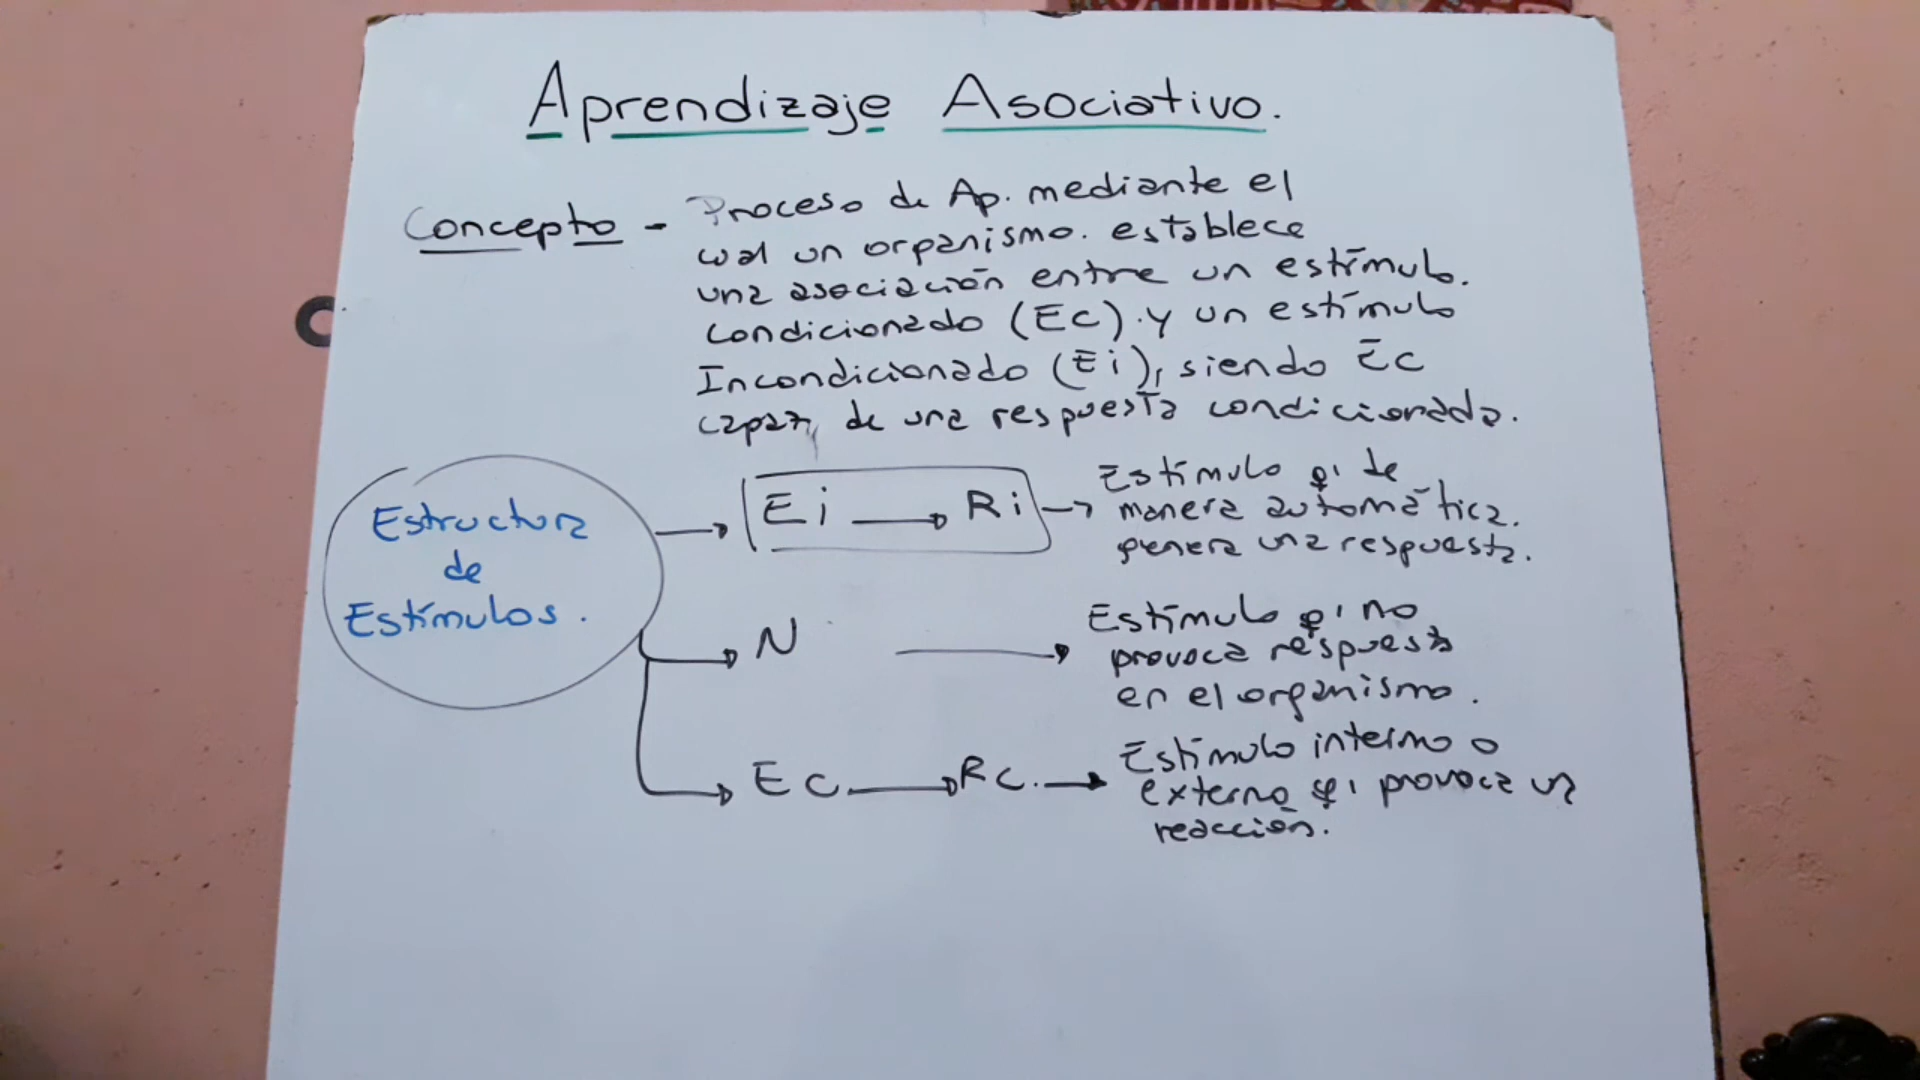 Aprendizaje Asociativo.
Concepto - Proceso de Ap. mediante el
cual un organismo. establece
una asociación entre un estímulo.
condicionado (Ec). y un estímulo
Incondicionado (Ei), siendo Ec
capaz, de una respuesta condicionada.
Estructura
de
Estímulos.
Ei → Ri → Estímulo q' de
manera automática.
genera una respuesta.
N → Estímulo q' no
provoca respuesta
en el organismo.
Ec. → Rc. → Estímulo interno o
externo q' provoca una
reacción.